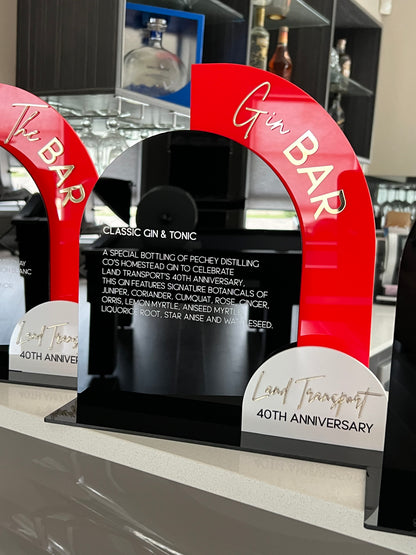 The
BAR
Gin
BAR
CLASSIC GIN & TONIC
A SPECIAL BOTTLING OF PECHEY DISTILLING
CO'S HOMESTEAD GIN TO CELEBRATE
LAND TRANSPORT'S 40TH ANNIVERSARY,
THIS GIN FEATURES SIGNATURE BOTANICALS OF
JUNIPER, CORIANDER, CUMQUAT, ROSE, GINGER,
ORRIS, LEMON MYRTLE, ANISEED MYRTLE,
LIQUORICE ROOT, STAR ANISE AND WATTLESEED.
Land Transport
40TH ANNIVERSARY
Land Transport
40TH ANNIVER